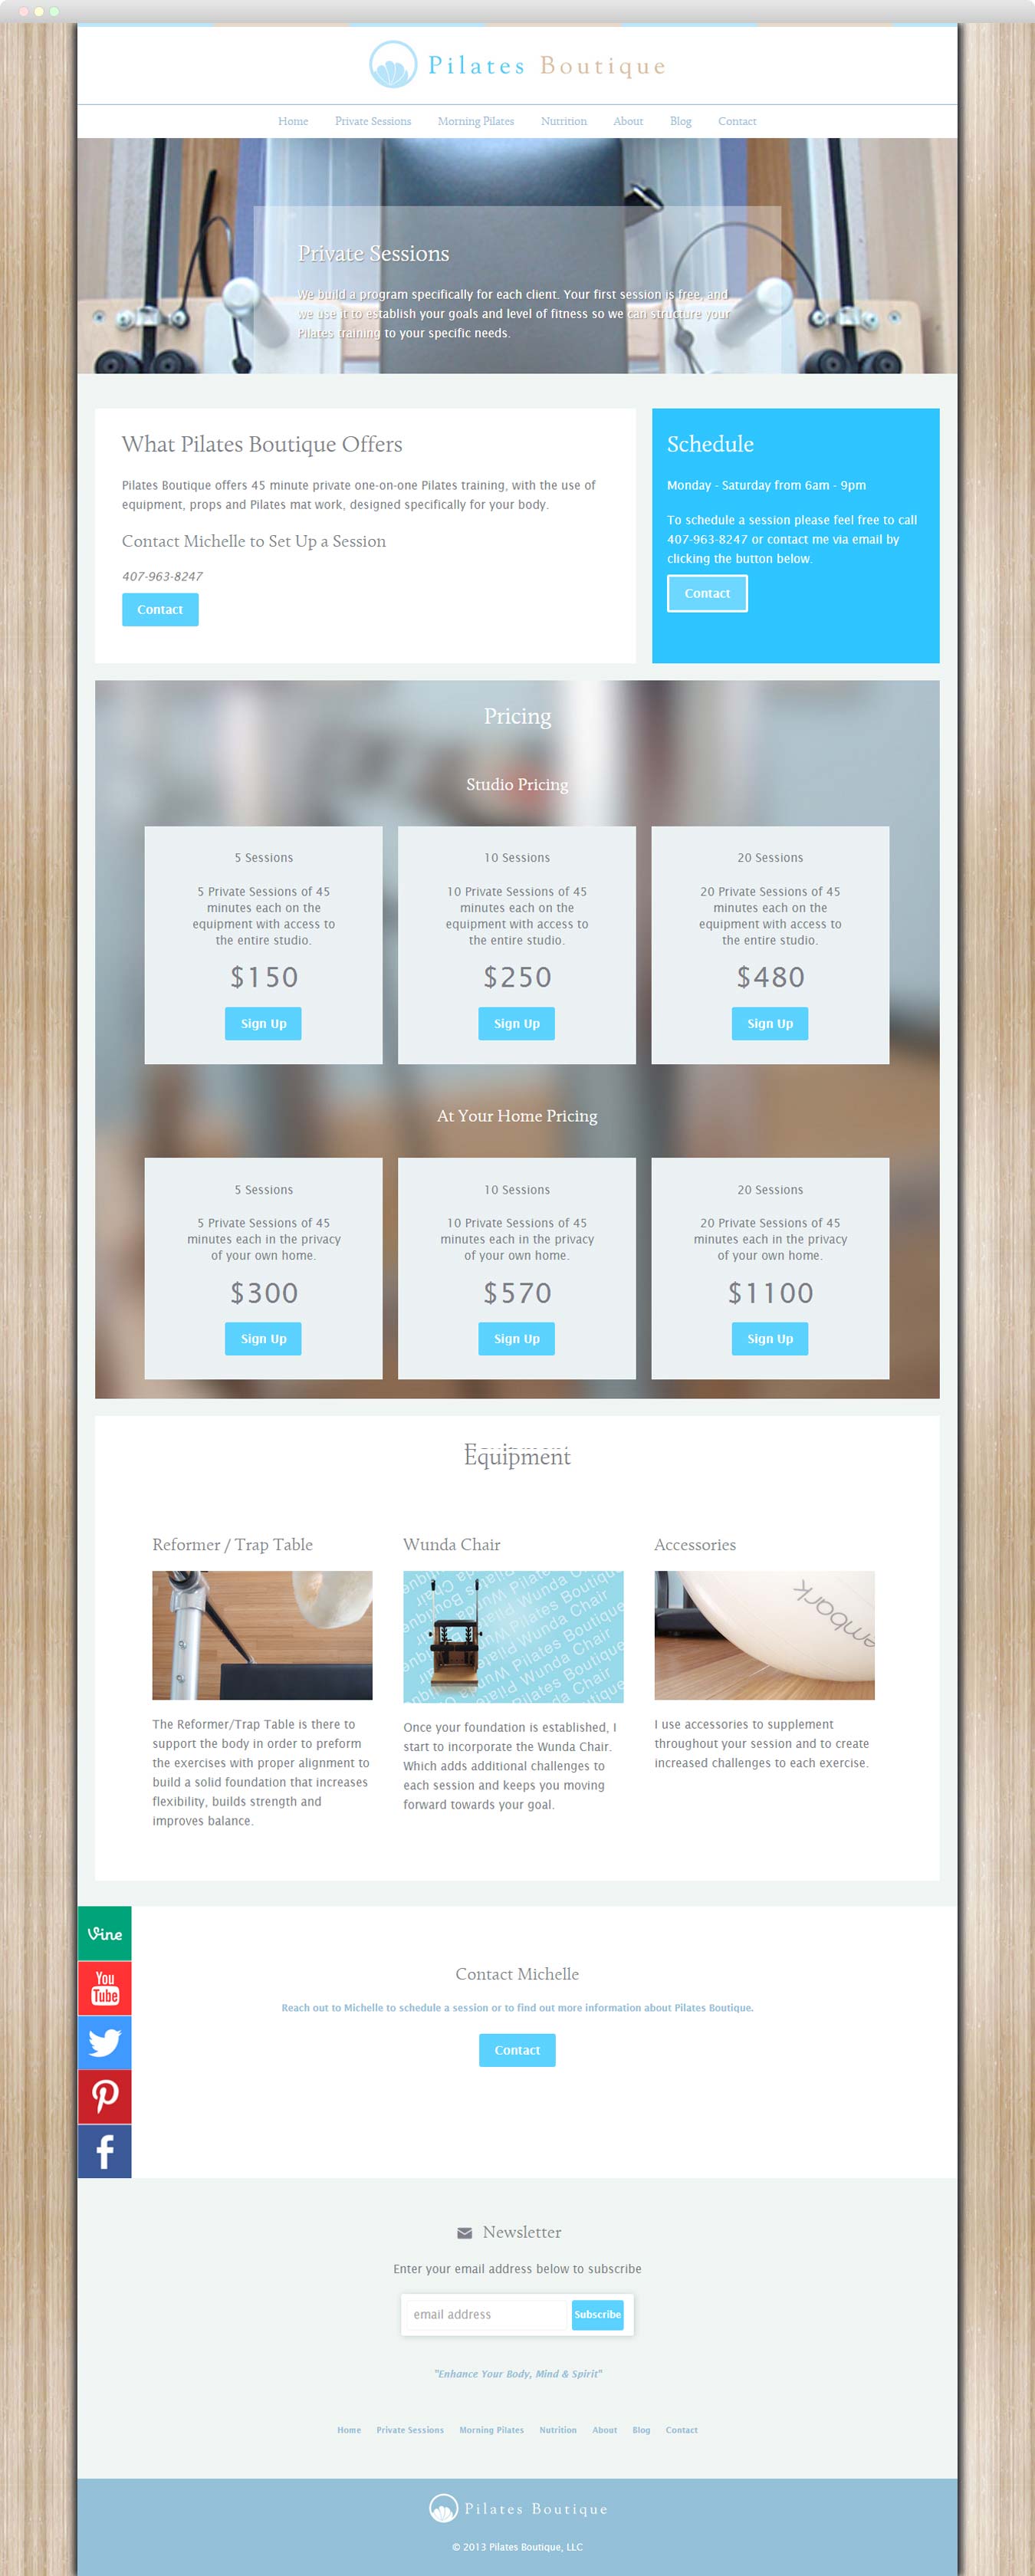 Pilates Boutique
Home Private Sessions Morning Pilates Nutrition About Blog Contact
Private Sessions
We build a program specifically for each client. Your first session is free, and
we use it to establish your goals and level of fitness so we can structure your
Pilates training to your specific needs.
What Pilates Boutique Offers
Pilates Boutique offers 45 minute private one-on-one Pilates training, with the use of
equipment, props and Pilates mat work, designed specifically for your body.
Contact Michelle to Set Up a Session
407-963-8247
Contact
Schedule
Monday - Saturday from 6am - 9pm
To schedule a session please feel free to call
407-963-8247 or contact me via email by
clicking the button below.
Contact
Pricing
Studio Pricing
5 Sessions
5 Private Sessions of 45
minutes each on the
equipment with access to
the entire studio.
$150
Sign Up
10 Sessions
10 Private Sessions of 45
minutes each on the
equipment with access to
the entire studio.
$250
Sign Up
20 Sessions
20 Private Sessions of 45
minutes each on the
equipment with access to
the entire studio.
$480
Sign Up
At Your Home Pricing
5 Sessions
5 Private Sessions of 45
minutes each in the privacy
of your own home.
$300
Sign Up
10 Sessions
10 Private Sessions of 45
minutes each in the privacy
of your own home.
$570
Sign Up
20 Sessions
20 Private Sessions of 45
minutes each in the privacy
of your own home.
$1100
Sign Up
Equipment
Reformer / Trap Table
The Reformer/Trap Table is there to
support the body in order to preform
the exercises with proper alignment to
build a solid foundation that increases
flexibility, builds strength and
improves balance.
Wunda Chair
Pilates Boutique
Wunda Chair
Once your foundation is established, I
start to incorporate the Wunda Chair.
Which adds additional challenges to
each session and keeps you moving
forward towards your goal.
Accessories
embark
I use accessories to supplement
throughout your session and to create
increased challenges to each exercise.
Vine
You
Tube
Contact Michelle
Reach out to Michelle to schedule a session or to find out more information about Pilates Boutique.
Contact
Newsletter
Enter your email address below to subscribe
email address Subscribe
"Enhance Your Body, Mind & Spirit"
Home Private Sessions Morning Pilates Nutrition About Blog Contact
Pilates Boutique
© 2013 Pilates Boutique, LLC